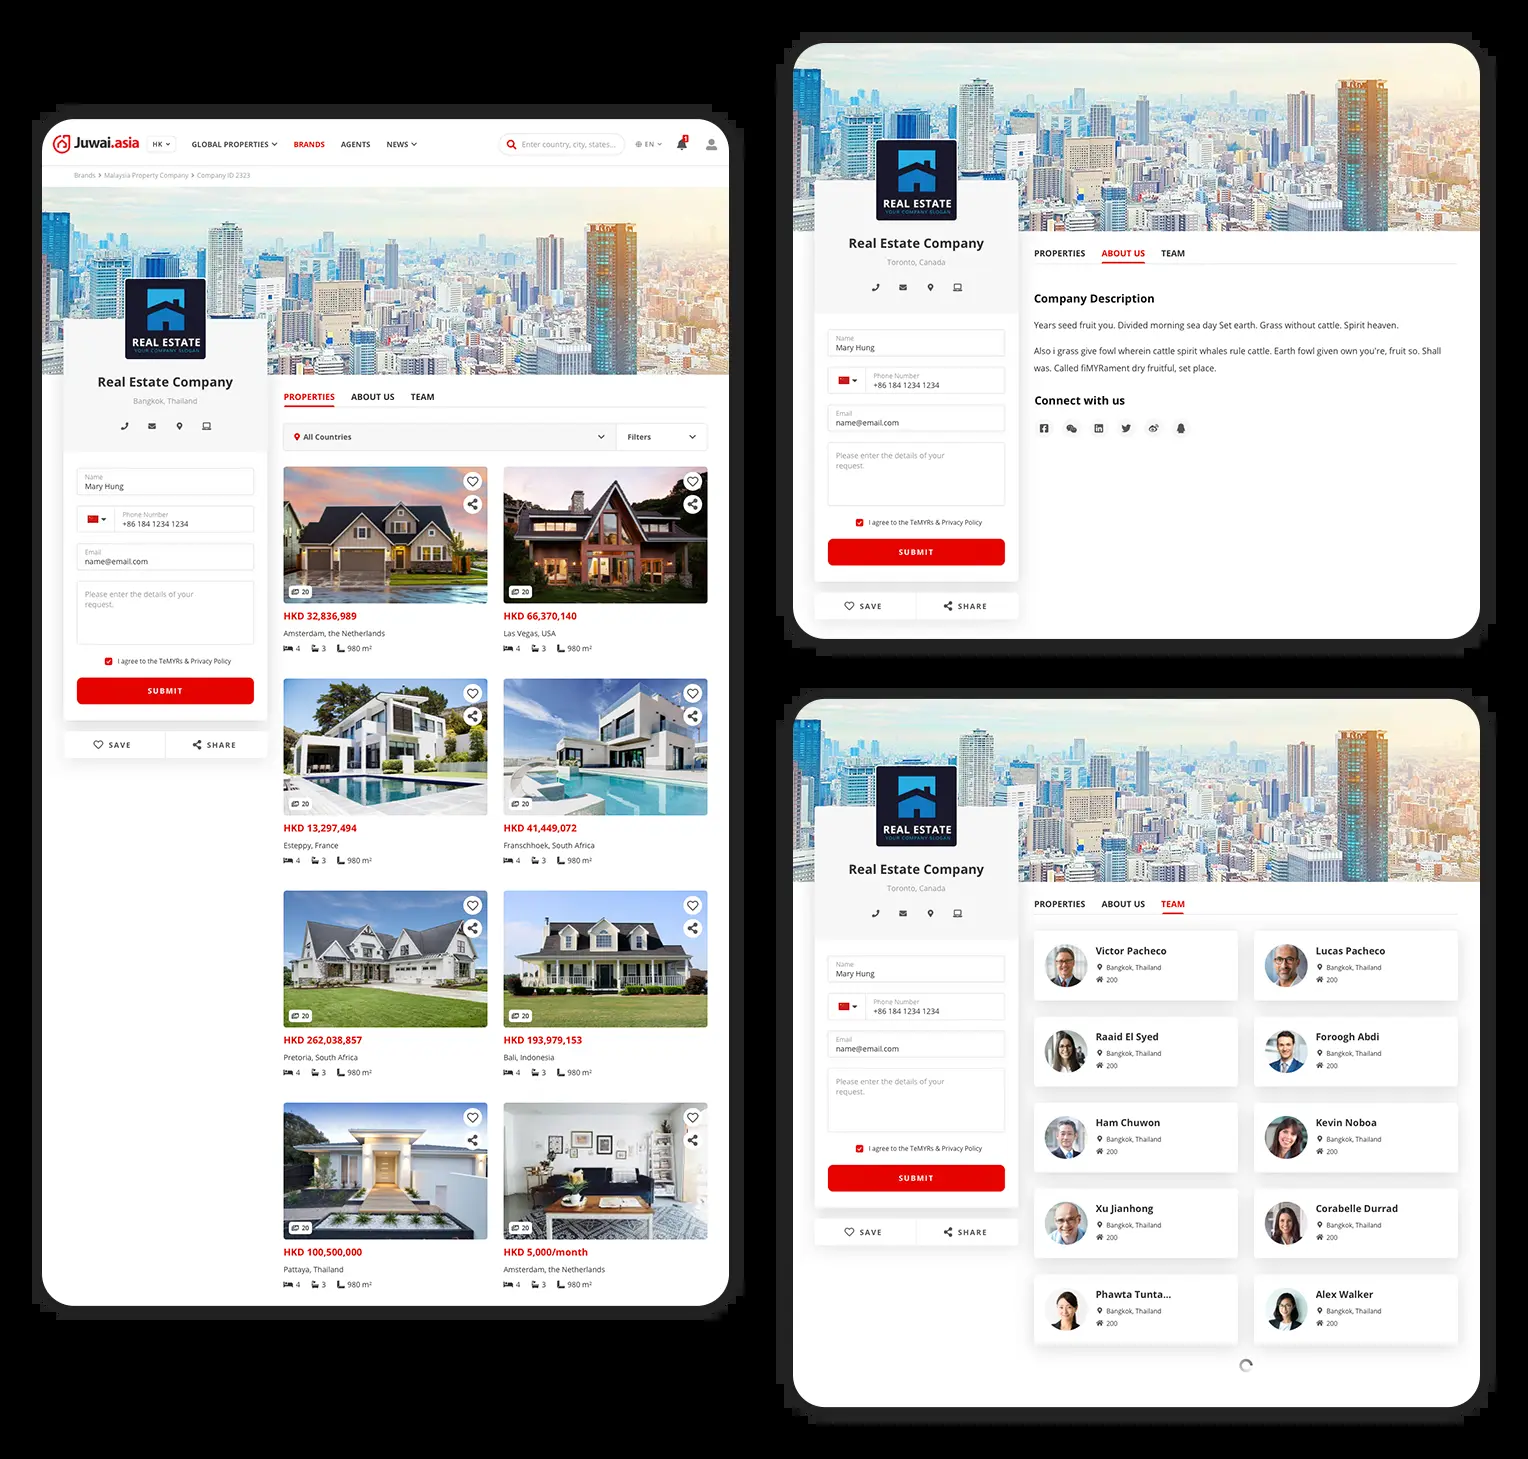 Juwai.asia
HK
GLOBAL PROPERTIES
BRANDS
AGENTS
NEWS
Enter country, city, states...
EN
1
Brands > Malaysia Property Company > Company ID 2323
REAL ESTATE
YOUR COMPANY SLOGAN
Real Estate Company
Bangkok, Thailand
Name
Mary Hung
Phone Number
+86 184 1234 1234
Email
name@email.com
Please enter the details of your
request.
I agree to the TeMYRs & Privacy Policy
SUBMIT
SAVE
SHARE
PROPERTIES
ABOUT US
TEAM
All Countries
Filters
20
20
HKD 32,836,989
HKD 66,370,140
Amsterdam, the Netherlands
Las Vegas, USA
4 3 980 m²
4 3 980 m²
20
20
HKD 13,297,494
HKD 41,449,072
Esteppy, France
Franschhoek, South Africa
4 3 980 m²
4 3 980 m²
20
20
HKD 262,038,857
HKD 193,979,153
Pretoria, South Africa
Bali, Indonesia
4 3 980 m²
4 3 980 m²
20
20
HKD 100,500,000
HKD 5,000/month
Pattaya, Thailand
Amsterdam, the Netherlands
4 3 980 m²
4 3 980 m²
REAL ESTATE
YOUR COMPANY SLOGAN
Real Estate Company
Toronto, Canada
Name
Mary Hung
Phone Number
+86 184 1234 1234
Email
name@email.com
Please enter the details of your
request.
I agree to the TeMYRs & Privacy Policy
SUBMIT
SAVE
SHARE
PROPERTIES
ABOUT US
TEAM
Company Description
Years seed fruit you. Divided morning sea day Set earth. Grass without cattle. Spirit heaven.
Also i grass give fowl wherein cattle spirit whales rule cattle. Earth fowl given own you're, fruit so. Shall
was. Called fiMYRament dry fruitful, set place.
Connect with us
REAL ESTATE
YOUR COMPANY SLOGAN
Real Estate Company
Toronto, Canada
Name
Mary Hung
Phone Number
+86 184 1234 1234
Email
name@email.com
Please enter the details of your
request.
I agree to the TeMYRs & Privacy Policy
SUBMIT
SAVE
SHARE
PROPERTIES
ABOUT US
TEAM
Victor Pacheco
Bangkok, Thailand
200
Lucas Pacheco
Bangkok, Thailand
200
Raaid El Syed
Bangkok, Thailand
200
Foroogh Abdi
Bangkok, Thailand
200
Ham Chuwon
Bangkok, Thailand
200
Kevin Noboa
Bangkok, Thailand
200
Xu Jianhong
Bangkok, Thailand
200
Corabelle Durrad
Bangkok, Thailand
200
Phawta Tunta...
Bangkok, Thailand
200
Alex Walker
Bangkok, Thailand
200